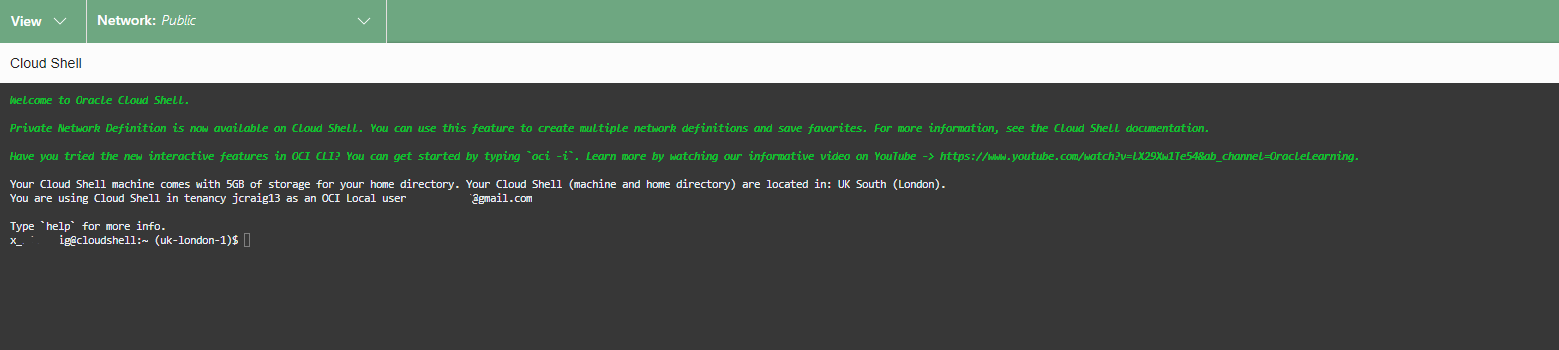 View
Network: Public
Cloud Shell
Welcome to Oracle Cloud Shell.
Private Network Definition is now available on Cloud Shell. You can use this feature to create multiple network definitions and save favorites. For more information, see the Cloud Shell documentation.
Have you tried the new interactive features in OCI CLI? You can get started by typing `oci -i`. Learn more by watching our informative video on YouTube -> https://www.youtube.com/watch?v=lX29Xw1Te54&ab_channel=OracleLearning.
Your Cloud Shell machine comes with 5GB of storage for your home directory. Your Cloud Shell (machine and home directory) are located in: UK South (London).
You are using Cloud Shell in tenancy jcraig13 as an OCI Local user @gmail.com
Type `help` for more info.
x_ ig@cloudshell:~ (uk-london-1)$